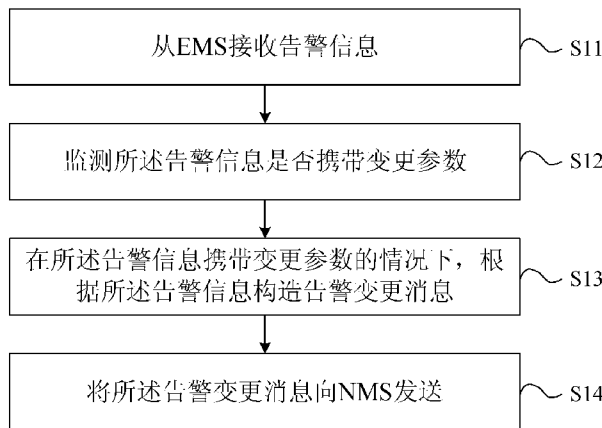 从EMS接收告警信息
S11
监测所述告警信息是否携带变更参数
S12
在所述告警信息携带变更参数的情况下，根
据所述告警信息构造告警变更消息
S13
将所述告警变更消息向NMS发送
S14